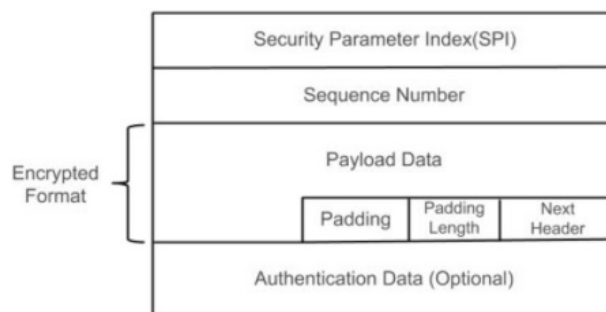 Security Parameter Index(SPI)
Sequence Number
Encrypted
Format
Payload Data
Padding
Padding
Length
Next
Header
Authentication Data (Optional)